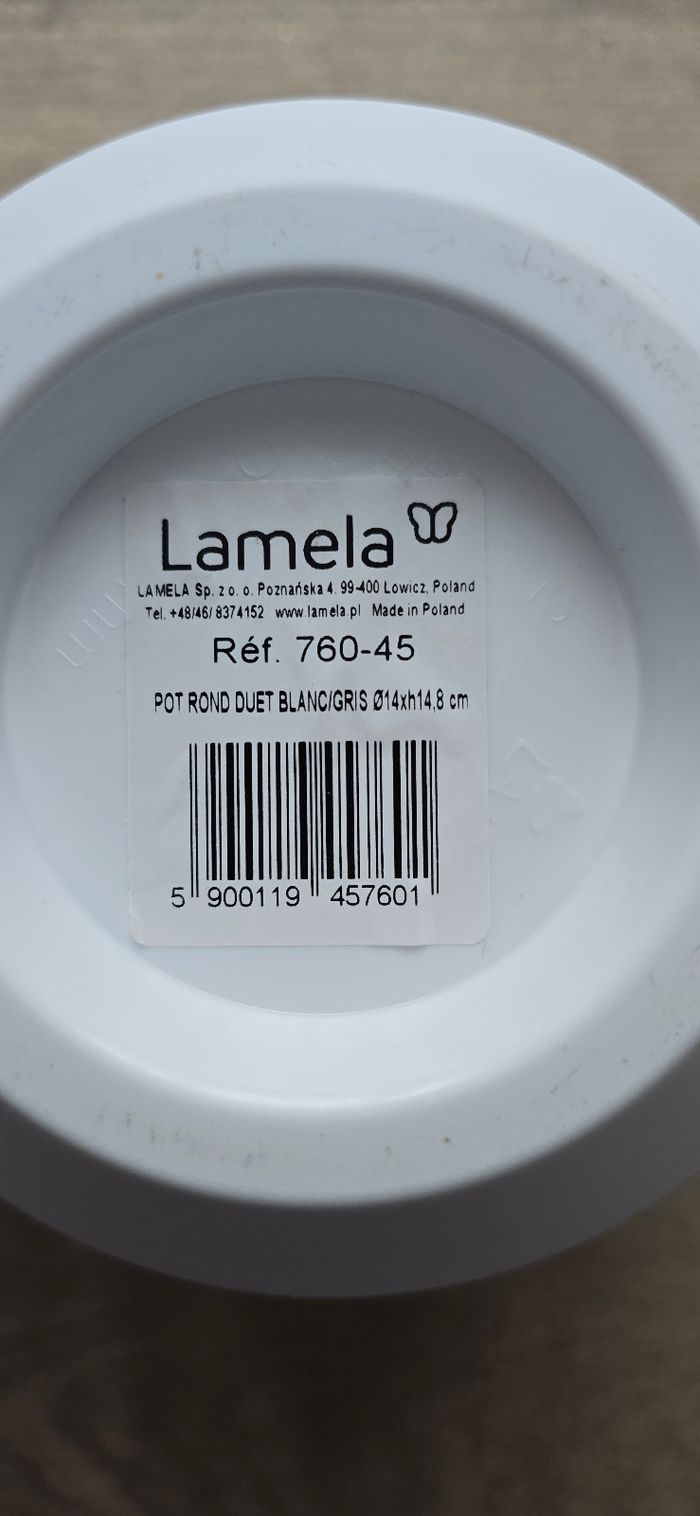 Lamela
LAMELA Sp. z o. o. Poznańska 4. 99-400 Lowicz, Poland
Tel. +48/46/ 8374152 www.lamela.pl Made in Poland
Réf. 760-45
POT ROND DUET BLANC/GRIS Ø14xh14,8 cm
5 900119 457601